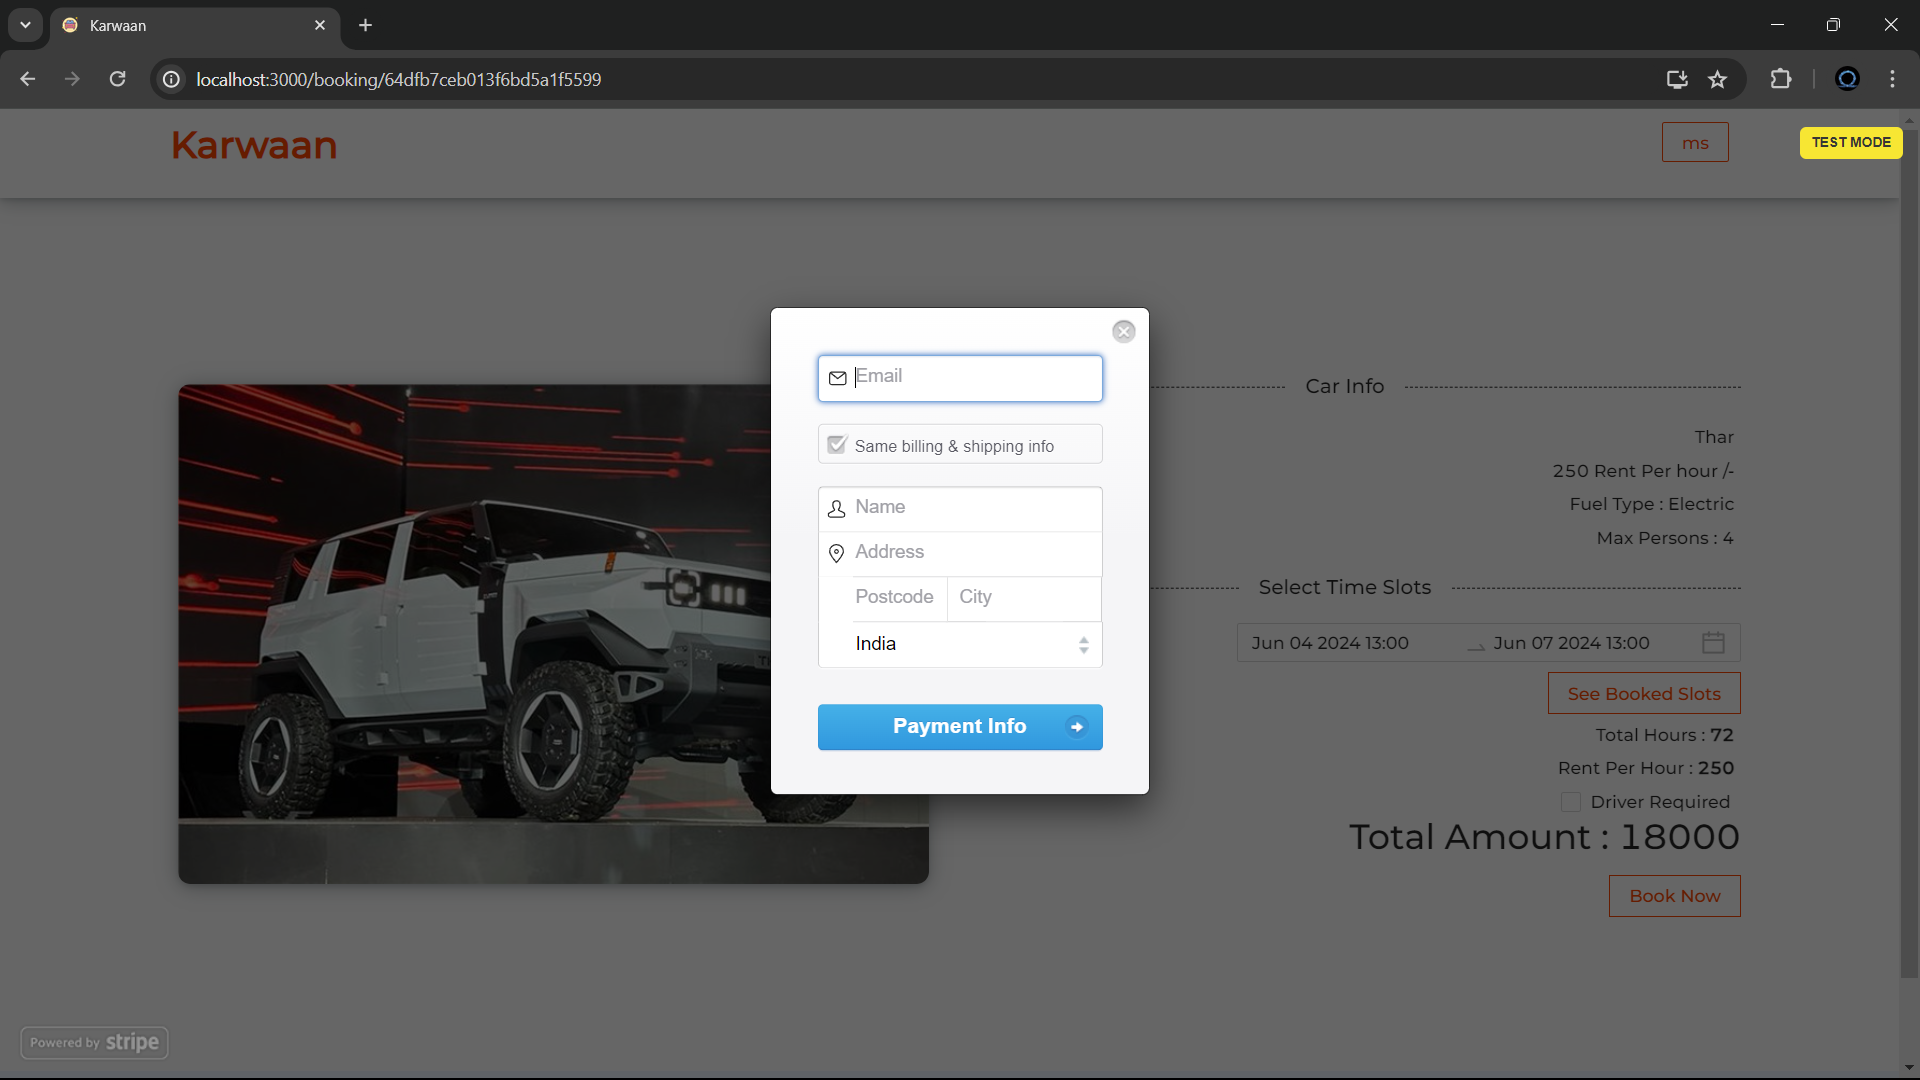 Karwaan
localhost:3000/booking/64dfb7ceb013f6bd5a1f5599
Karwaan
ms
TEST MODE
Email
Same billing & shipping info
Name
Address
Postcode City
India
Payment Info
Car Info
Thar
250 Rent Per hour /-
Fuel Type : Electric
Max Persons : 4
Select Time Slots
Jun 04 2024 13:00 Jun 07 2024 13:00
See Booked Slots
Total Hours : 72
Rent Per Hour : 250
Driver Required
Total Amount : 18000
Book Now
Powered by stripe